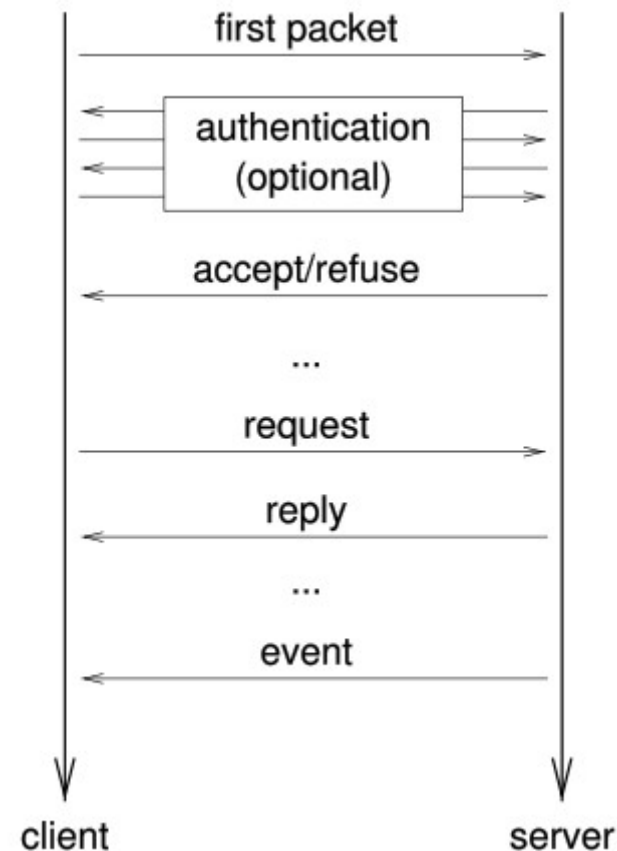 first packet
authentication
(optional)
accept/refuse
...
request
reply
...
event
client
server